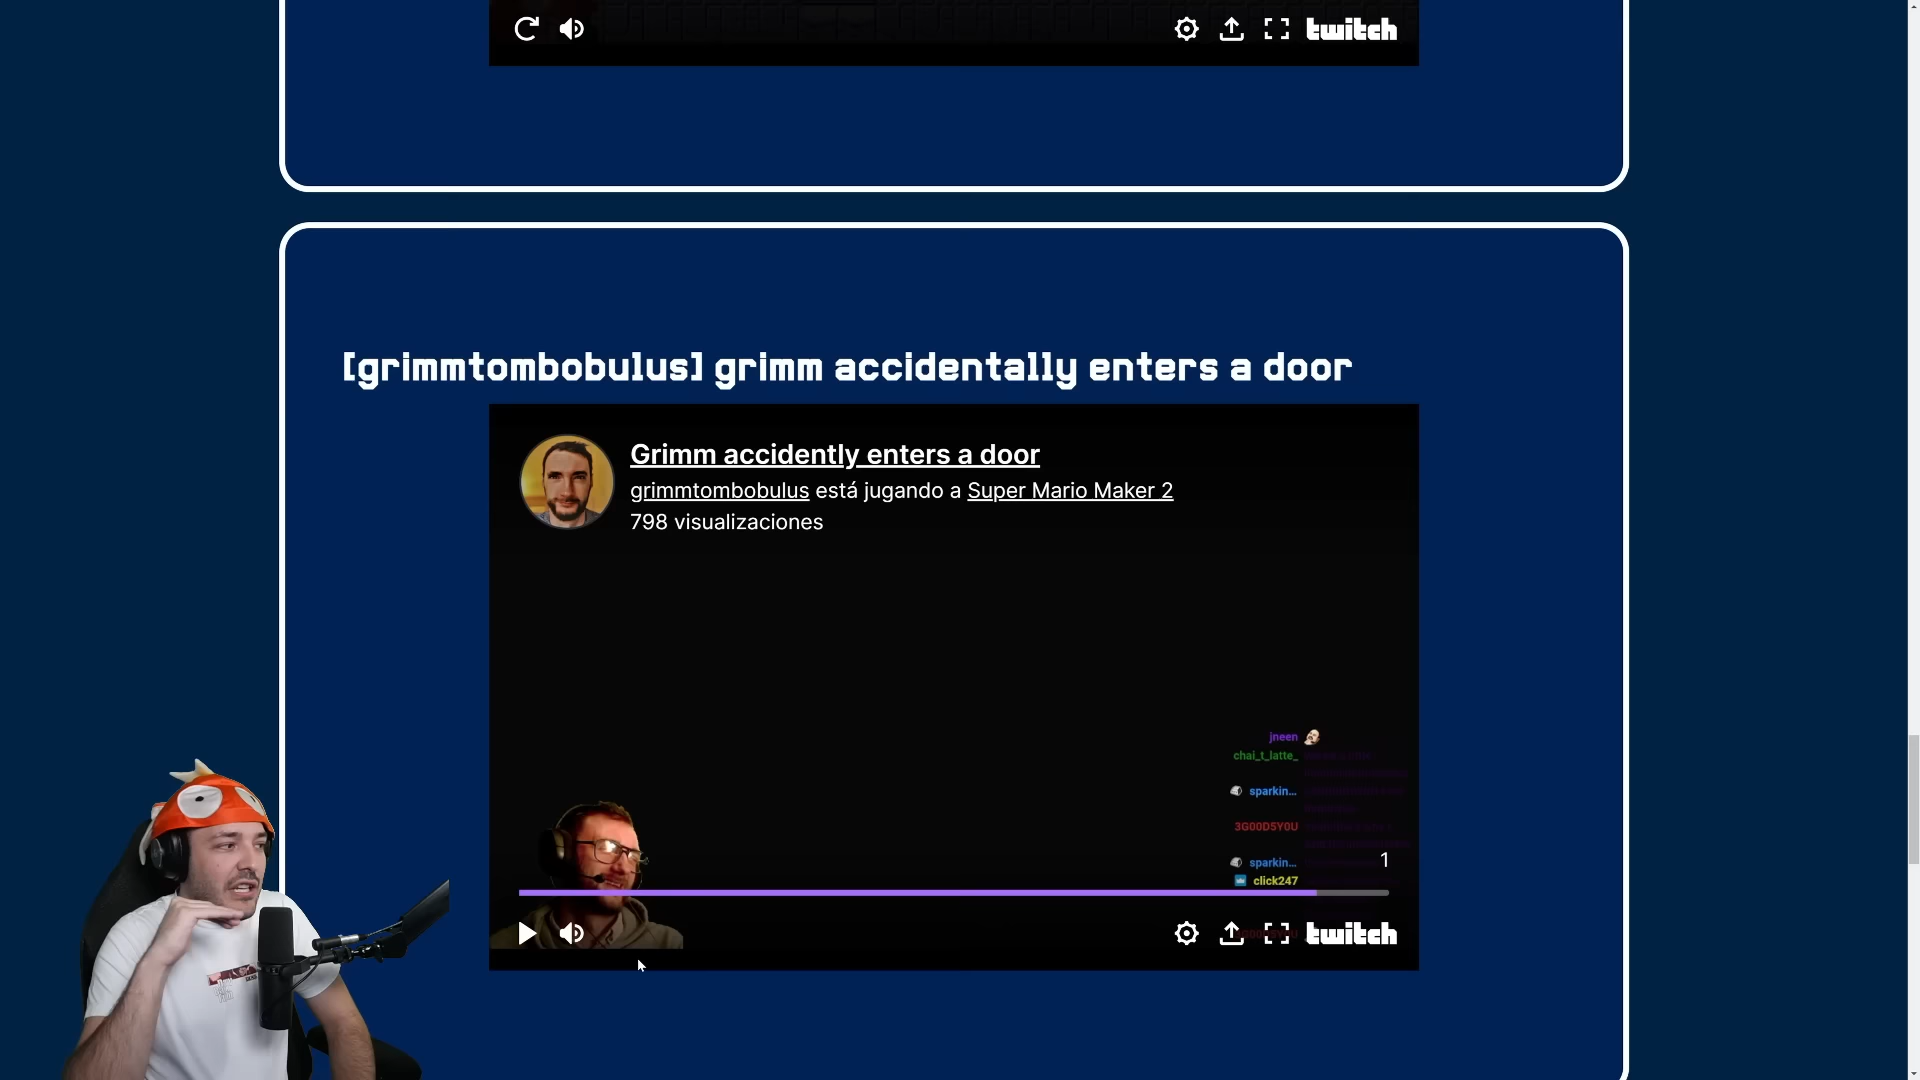 twitch
[grimmtombobulus] grimm accidentally enters a door
Grimm accidently enters a door
grimmtombobulus está jugando a Super Mario Maker 2
798 visualizaciones
jneen
chai_t_latte_
sparkin...
3G00D5Y0U
sparkin...
1
click247
twitch